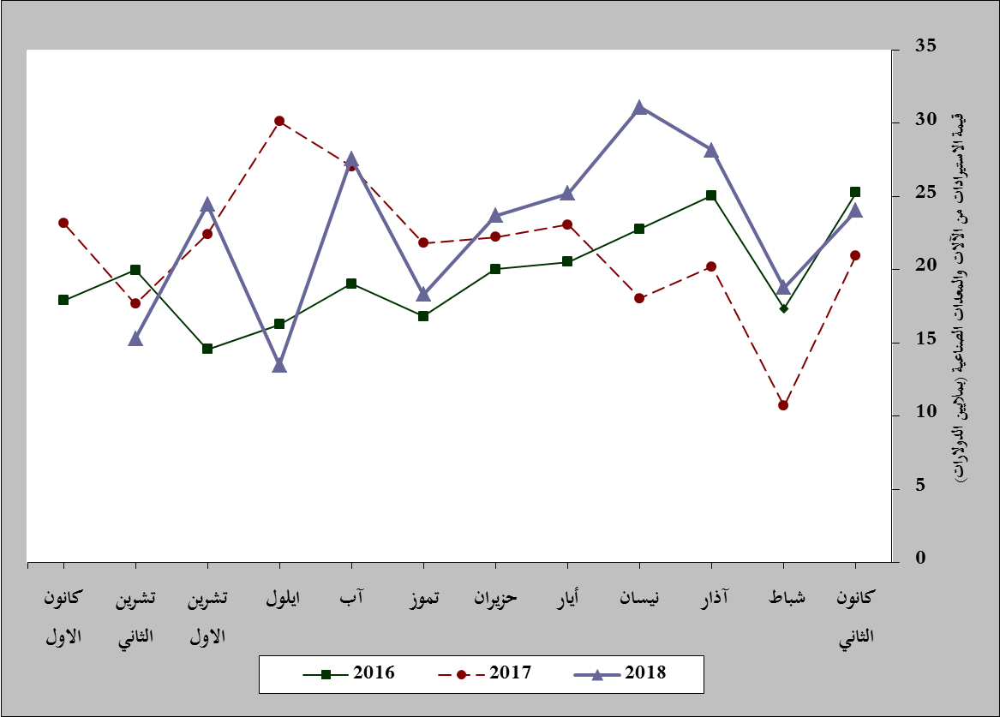 35
30
25
20
15
10
5
0
قيمة الاستيرادات من الآلات والمعدات الصناعية (بملايين الدولارات)
كانون الثاني
شباط
آذار
نيسان
أيار
حزيران
تموز
آب
ايلول
تشرين الاول
تشرين الثاني
كانون الاول
2016
2017
2018